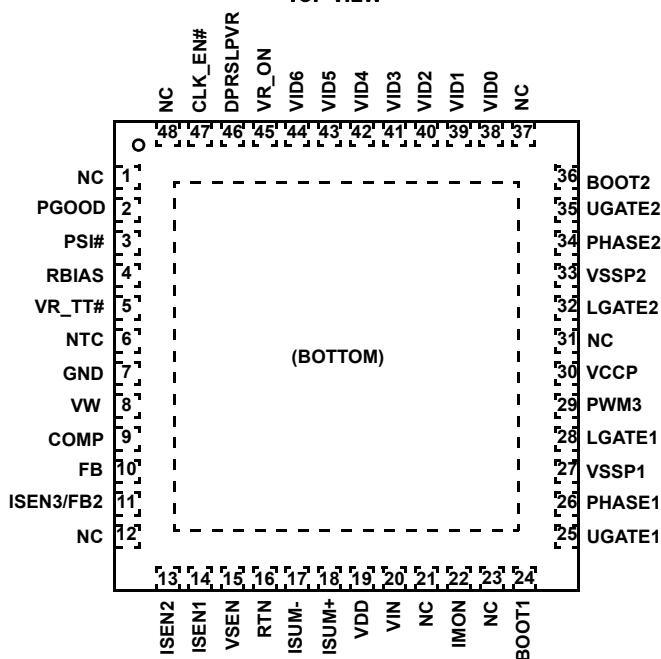 NC
CLK_EN#
DPRSLPVR
VR_ON
VID6
VID5
VID4
VID3
VID2
VID1
VID0
NC
48 47 46 45 44 43 42 41 40 39 38 37
NC 1
PGOOD 2
PSI# 3
RBIAS 4
VR_TT# 5
NTC 6
GND 7
VW 8
COMP 9
FB 10
ISEN3/FB2 11
NC 12
(BOTTOM)
36 BOOT2
35 UGATE2
34 PHASE2
33 VSSP2
32 LGATE2
31 NC
30 VCCP
29 PWM3
28 LGATE1
27 VSSP1
26 PHASE1
25 UGATE1
13 14 15 16 17 18 19 20 21 22 23 24
ISEN2
ISEN1
VSEN
RTN
ISUM-
ISUM+
VDD
VIN
NC
IMON
NC
BOOT1